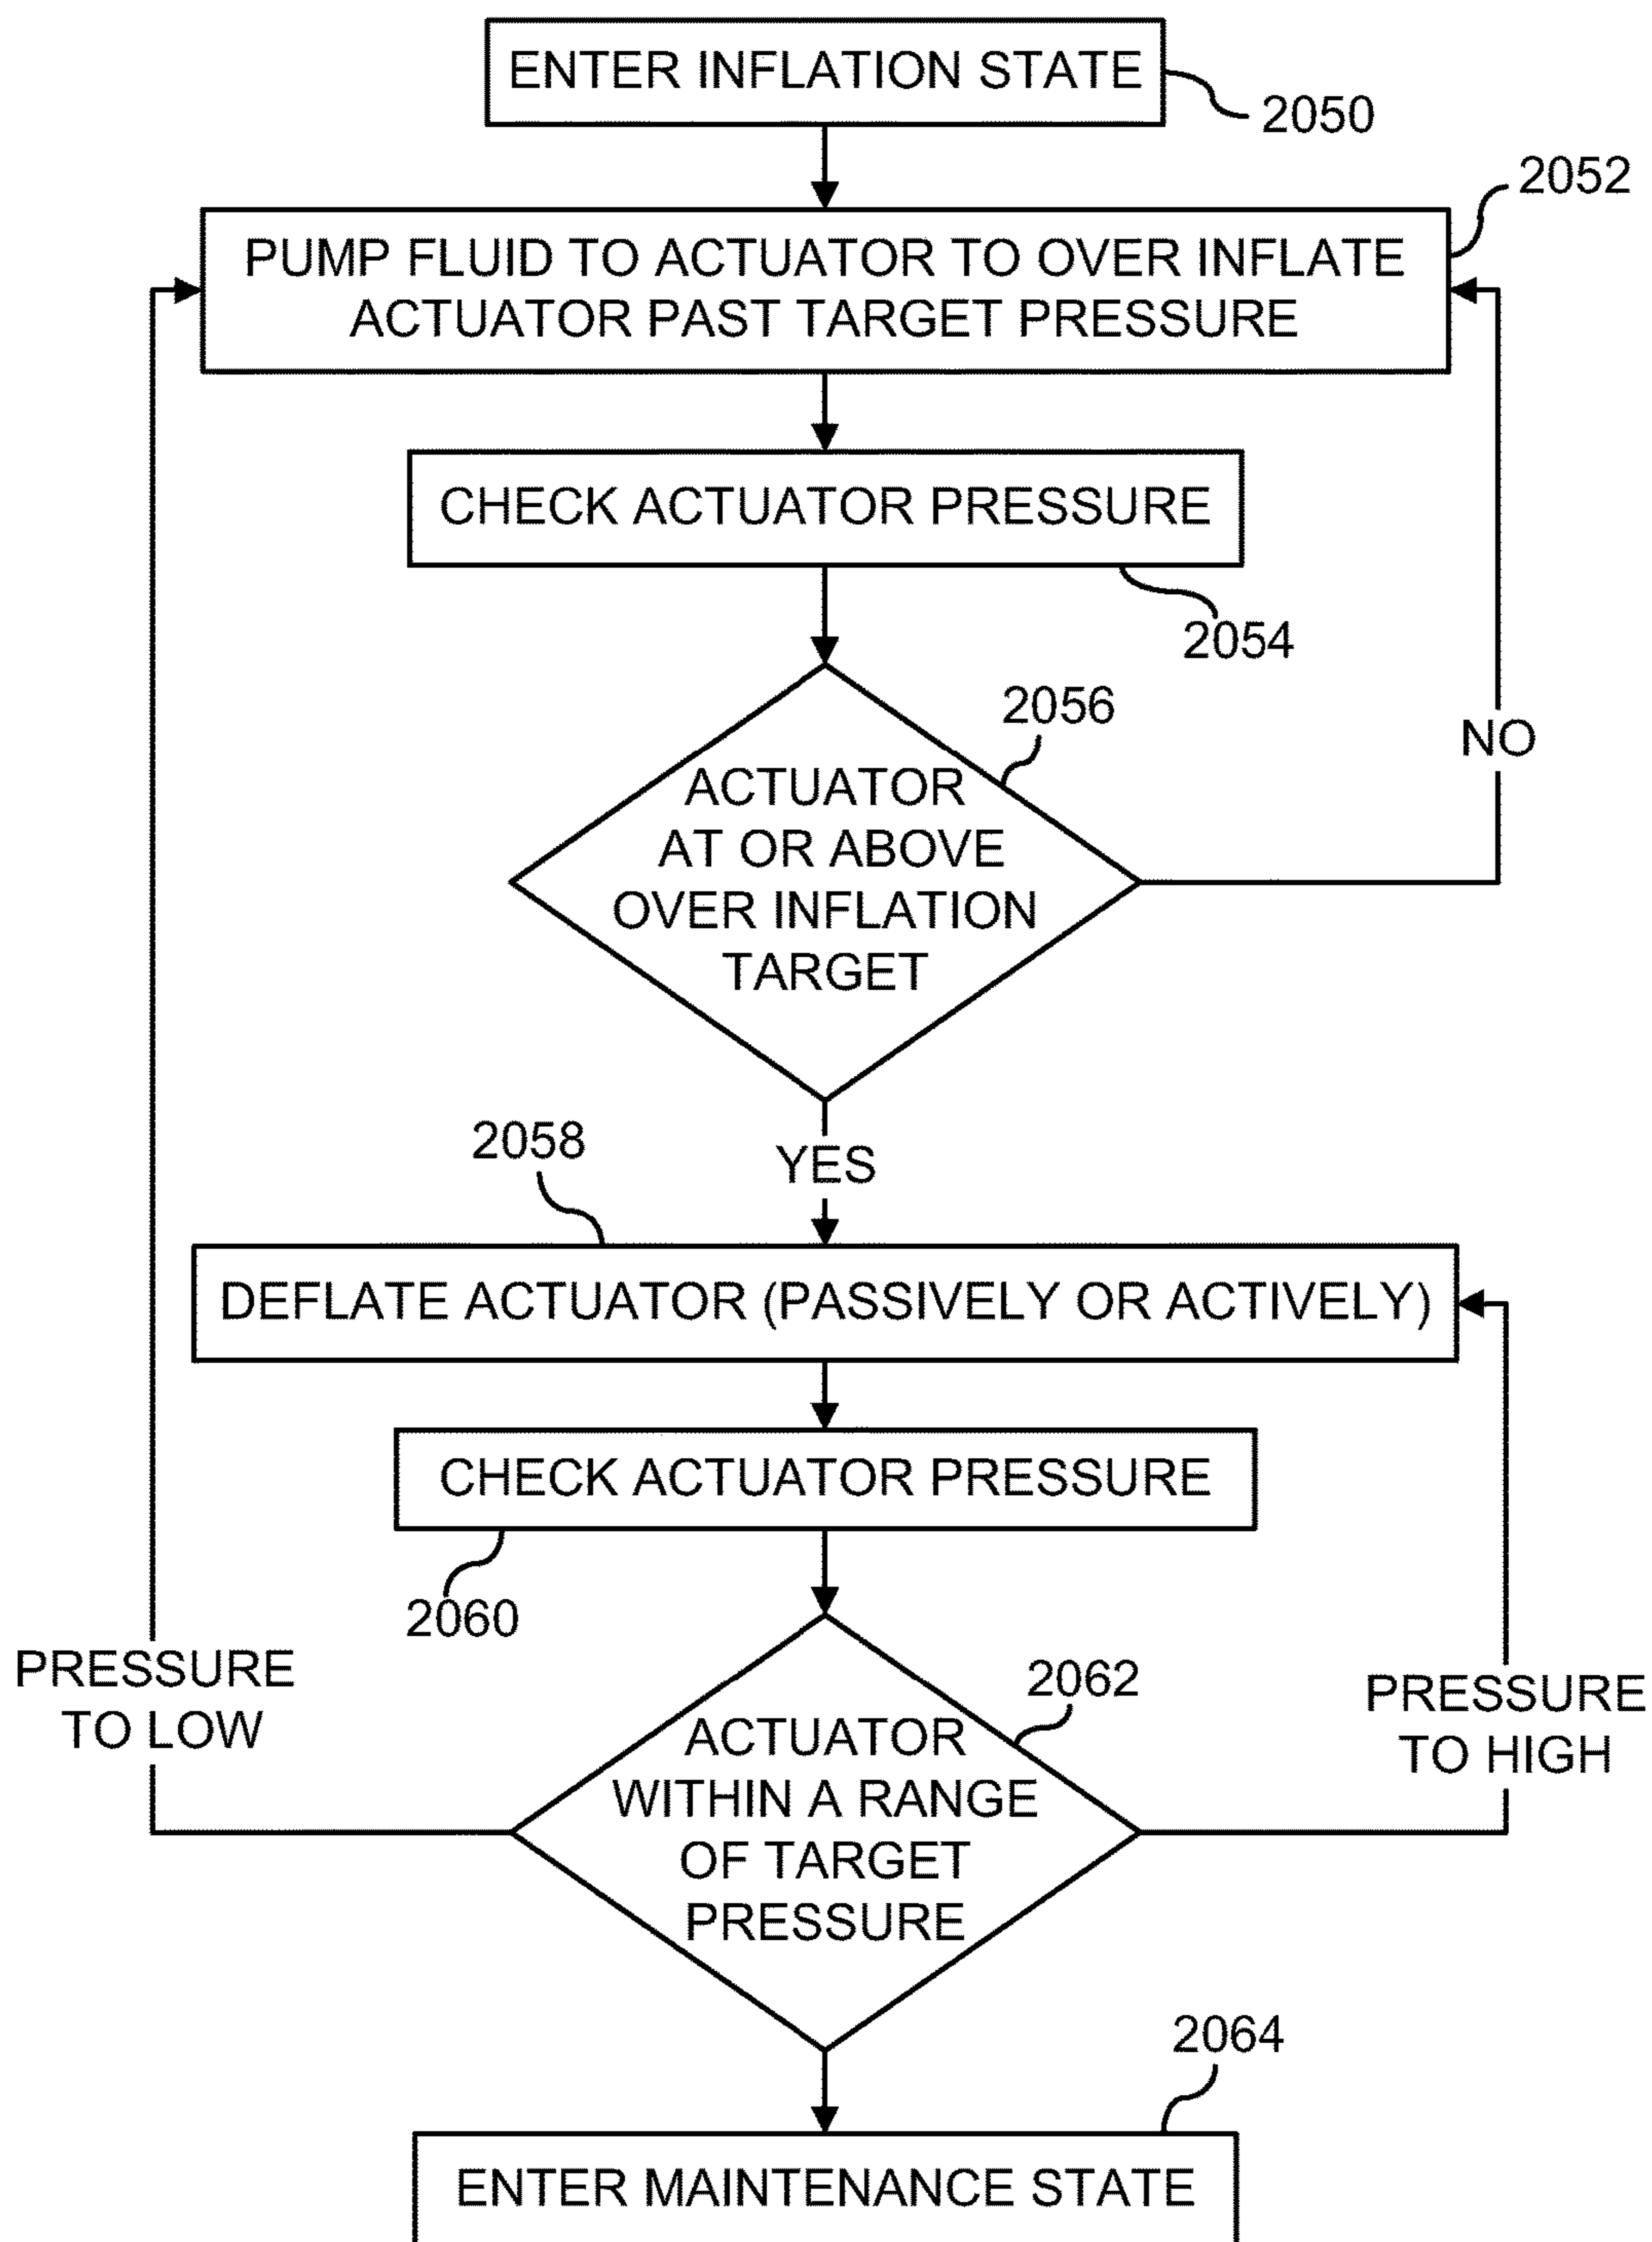 ENTER INFLATION STATE
2050
2052
PUMP FLUID TO ACTUATOR TO OVER INFLATE
ACTUATOR PAST TARGET PRESSURE
CHECK ACTUATOR PRESSURE
2054
2056
NO
ACTUATOR
AT OR ABOVE
OVER INFLATION
TARGET
YES
2058
DEFLATE ACTUATOR (PASSIVELY OR ACTIVELY)
CHECK ACTUATOR PRESSURE
2060
PRESSURE
TO LOW
2062
PRESSURE
TO HIGH
ACTUATOR
WITHIN A RANGE
OF TARGET
PRESSURE
2064
ENTER MAINTENANCE STATE